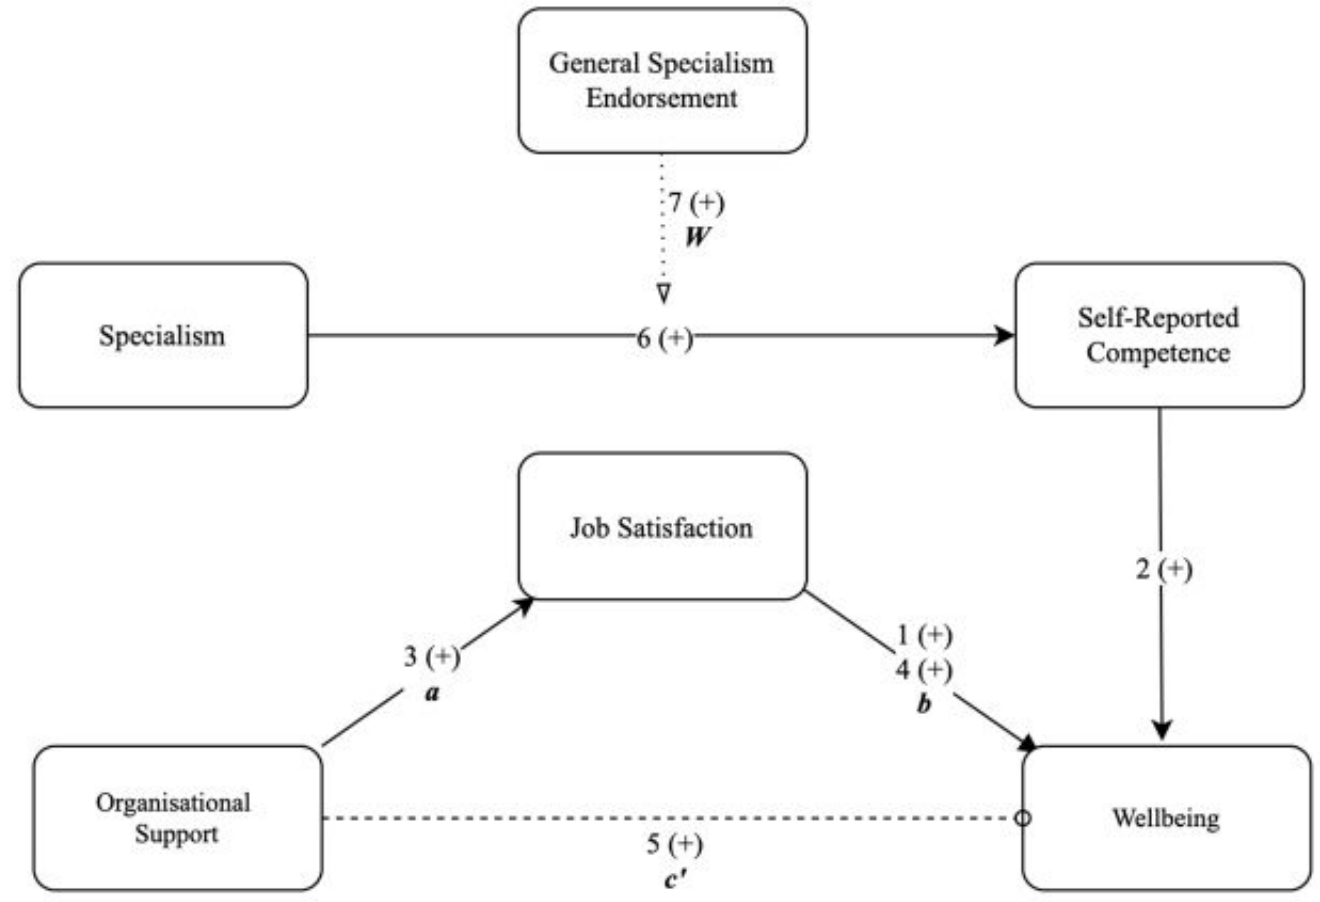 General Specialism
Endorsement
7 (+)
W
Specialism
6 (+)
Self-Reported
Competence
Job Satisfaction
2 (+)
1 (+)
3 (+)
4 (+)
a
b
Organisational
Support
Wellbeing
5 (+)
c'